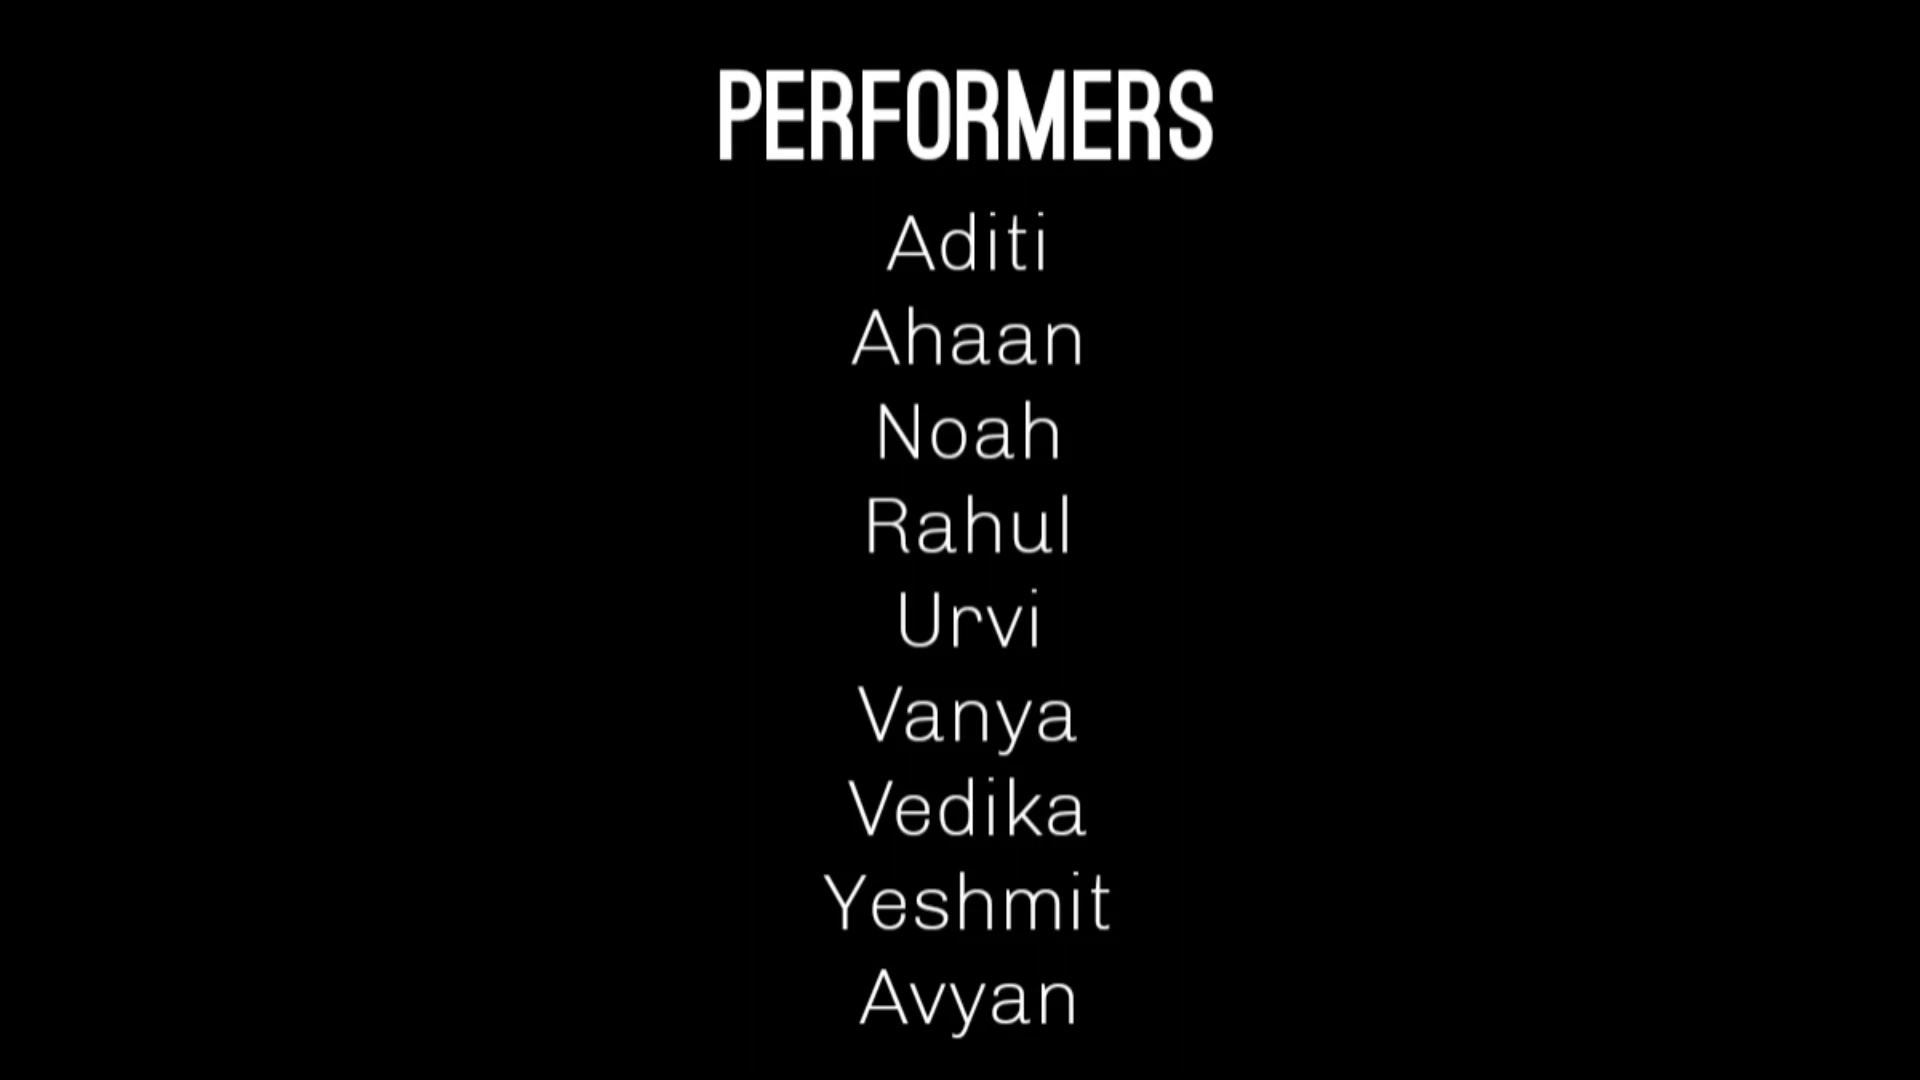 PERFORMERS
Aditi
Ahaan
Noah
Rahul
Urvi
Vanya
Vedika
Yeshmit
Avyan